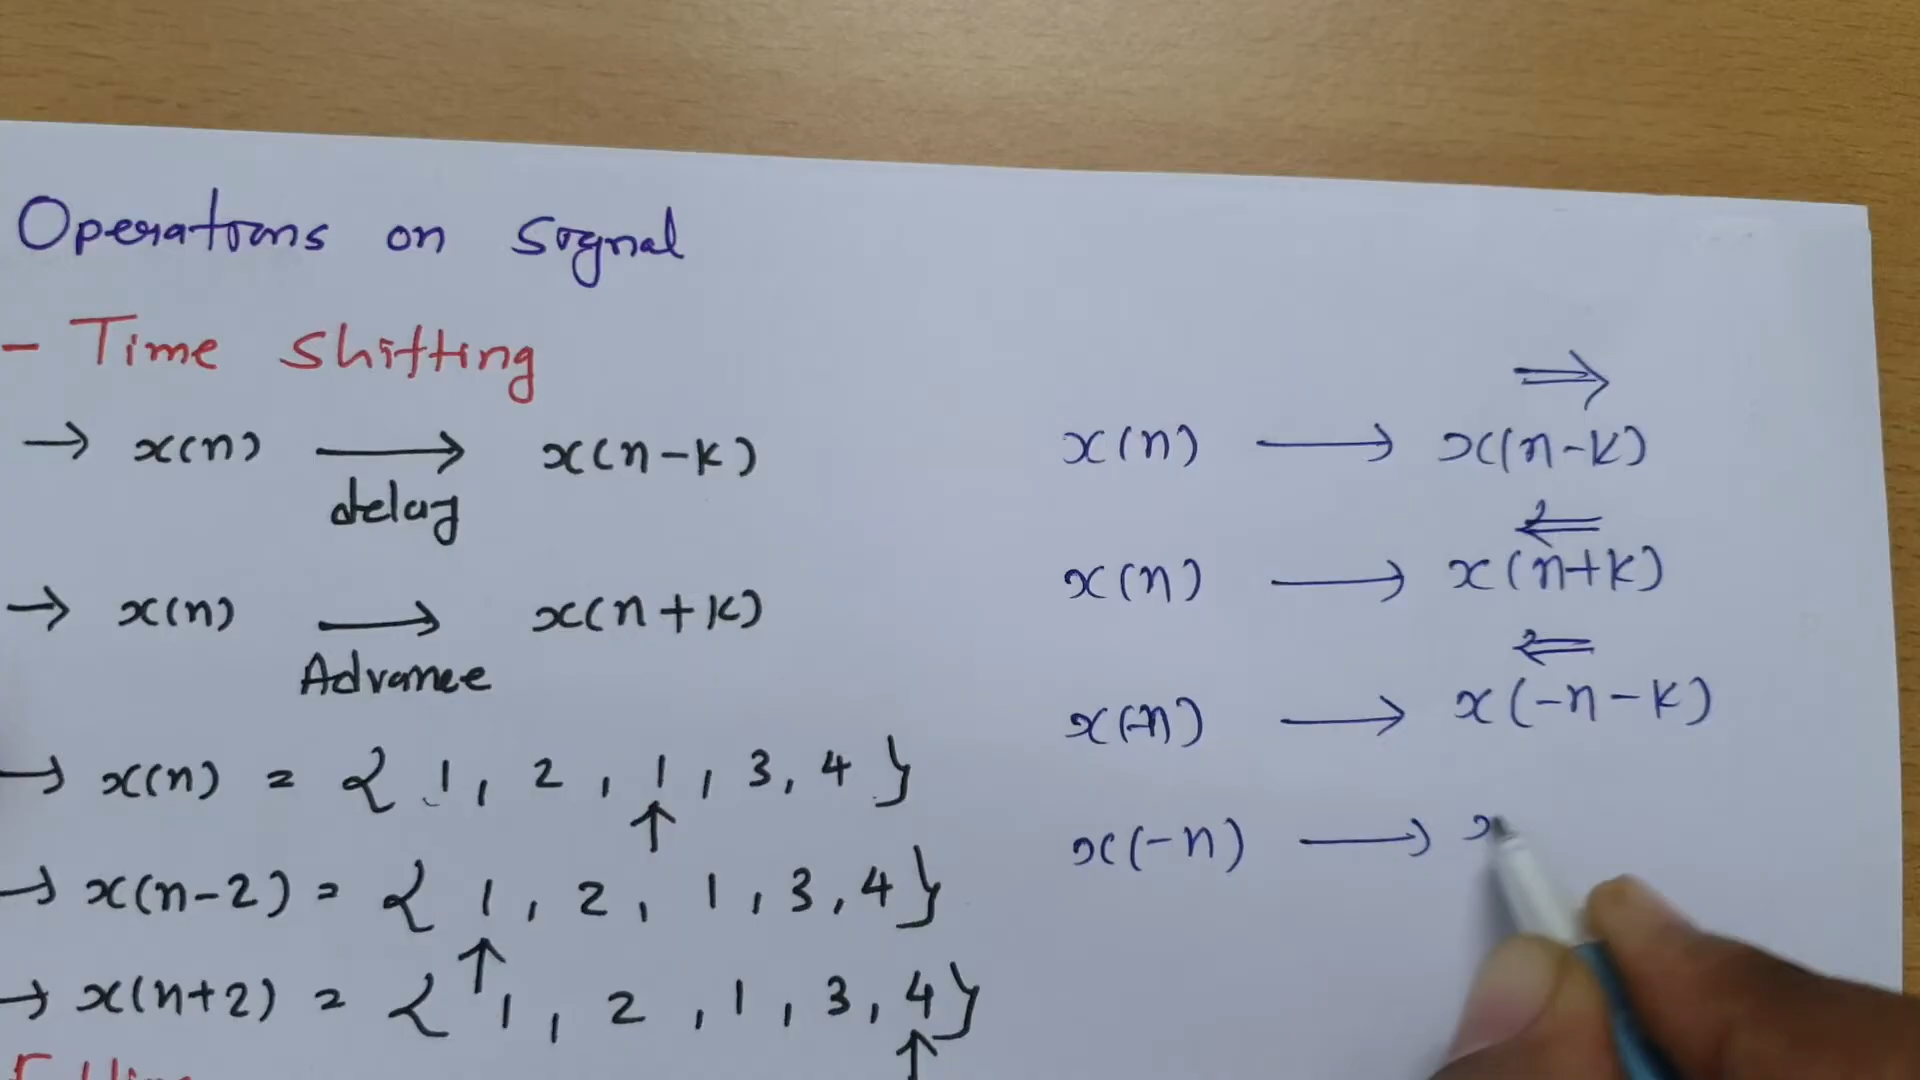 Operations on Signal
- Time Shifting
→ x(n) → x(n-k)
delay
→ x(n) → x(n+k)
Advance
→ x(n) = { 1, 2, 1, 3, 4 }
↑
→ x(n-2) = { 1, 2, 1, 3, 4 }
↑
→ x(n+2) = { 1, 2, 1, 3, 4 }
↑
⇒
x(n) → x(n-k)
⇐
x(n) → x(n+k)
⇐
x(-n) → x(-n-k)
x(-n) → x